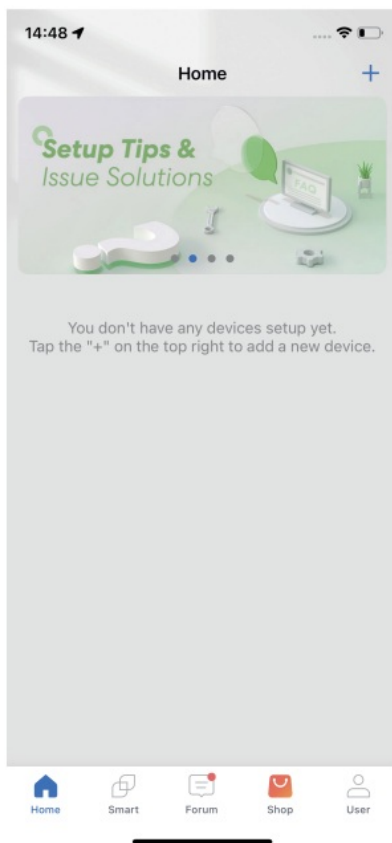 14:48
Home
Setup Tips &
Issue Solutions
FAQ
You don't have any devices setup yet.
Tap the "+" on the top right to add a new device.
Home
Smart
Forum
Shop
User